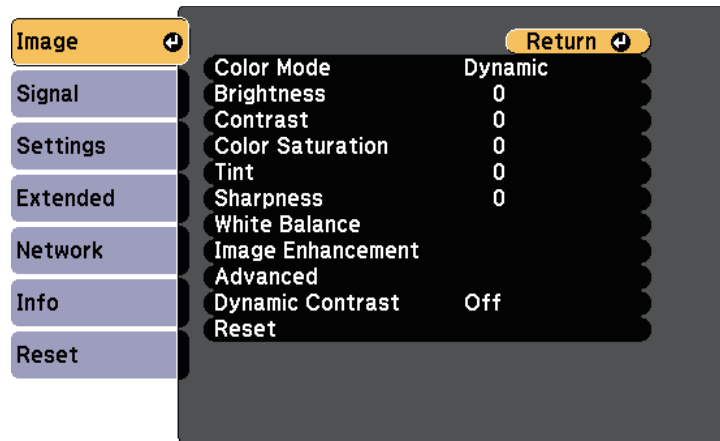 Image
Signal
Settings
Extended
Network
Info
Reset
Return
Color Mode Dynamic
Brightness 0
Contrast 0
Color Saturation 0
Tint 0
Sharpness 0
White Balance
Image Enhancement
Advanced
Dynamic Contrast Off
Reset